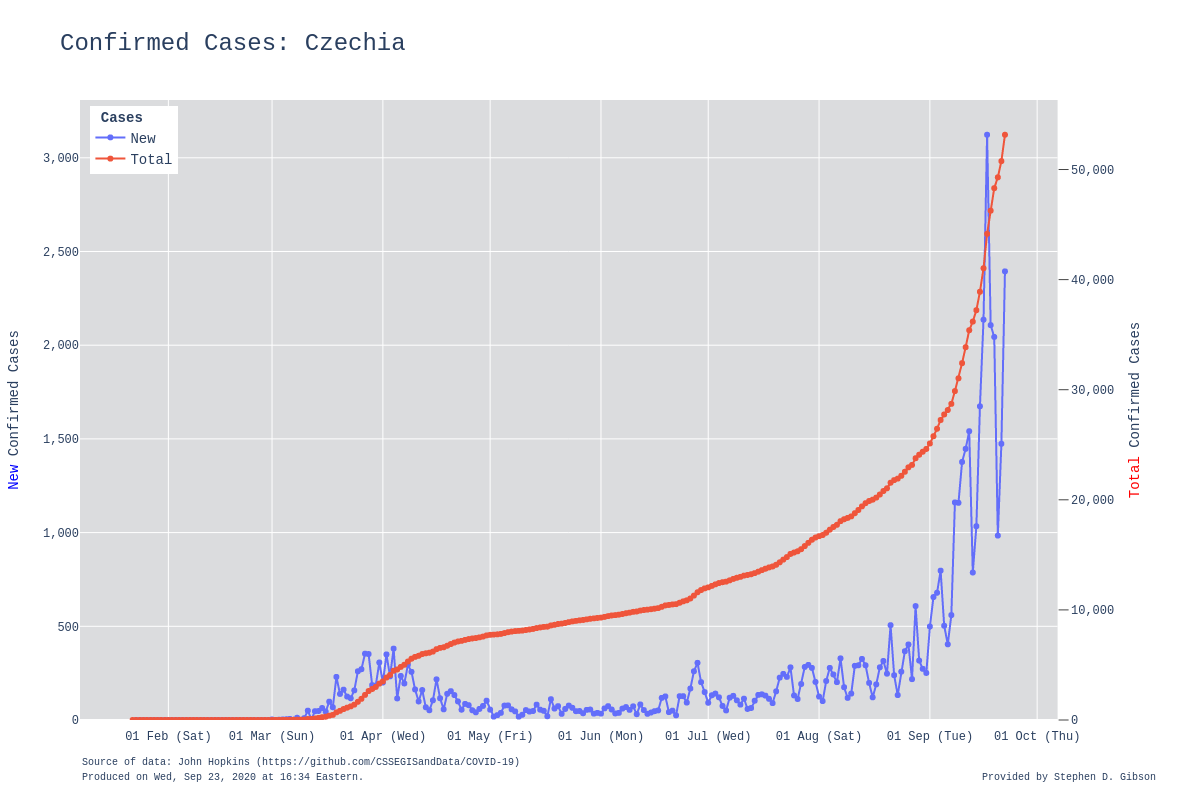 Confirmed Cases: Czechia
Cases
New
Total
3,000
2,500
2,000
1,500
1,000
500
0
50,000
40,000
30,000
20,000
10,000
0
New Confirmed Cases
Total Confirmed Cases
01 Feb (Sat) 01 Mar (Sun) 01 Apr (Wed) 01 May (Fri) 01 Jun (Mon) 01 Jul (Wed) 01 Aug (Sat) 01 Sep (Tue) 01 Oct (Thu)
Source of data: John Hopkins (https://github.com/CSSEGISandData/COVID-19)
Produced on Wed, Sep 23, 2020 at 16:34 Eastern.
Provided by Stephen D. Gibson